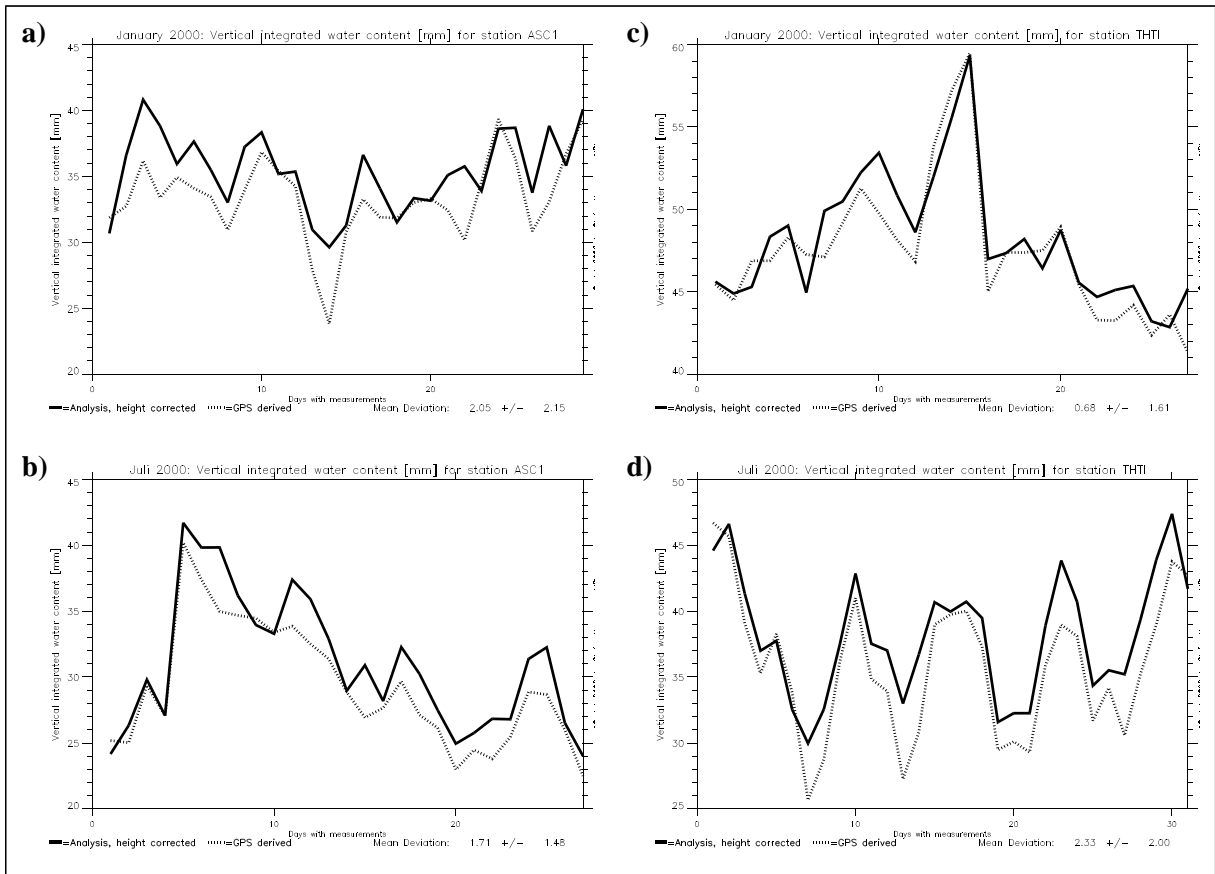 a)
January 2000: Vertical integrated water content [mm] for station ASC1
Vertical integrated water content [mm]
45
40
35
30
25
20
0
10
20
Days with measurements
=Analysis, height corrected
=GPS derived
Mean Deviation: 2.05 +/- 2.15
c)
January 2000: Vertical integrated water content [mm] for station THTI
Vertical integrated water content [mm]
60
55
50
45
40
0
10
20
Days with measurements
=Analysis, height corrected
=GPS derived
Mean Deviation: 0.68 +/- 1.61
b)
Juli 2000: Vertical integrated water content [mm] for station ASC1
Vertical integrated water content [mm]
45
40
35
30
25
20
0
10
20
Days with measurements
=Analysis, height corrected
=GPS derived
Mean Deviation: 1.71 +/- 1.48
d)
Juli 2000: Vertical integrated water content [mm] for station THTI
Vertical integrated water content [mm]
50
45
40
35
30
25
0
10
20
30
Days with measurements
=Analysis, height corrected
=GPS derived
Mean Deviation: 2.33 +/- 2.00